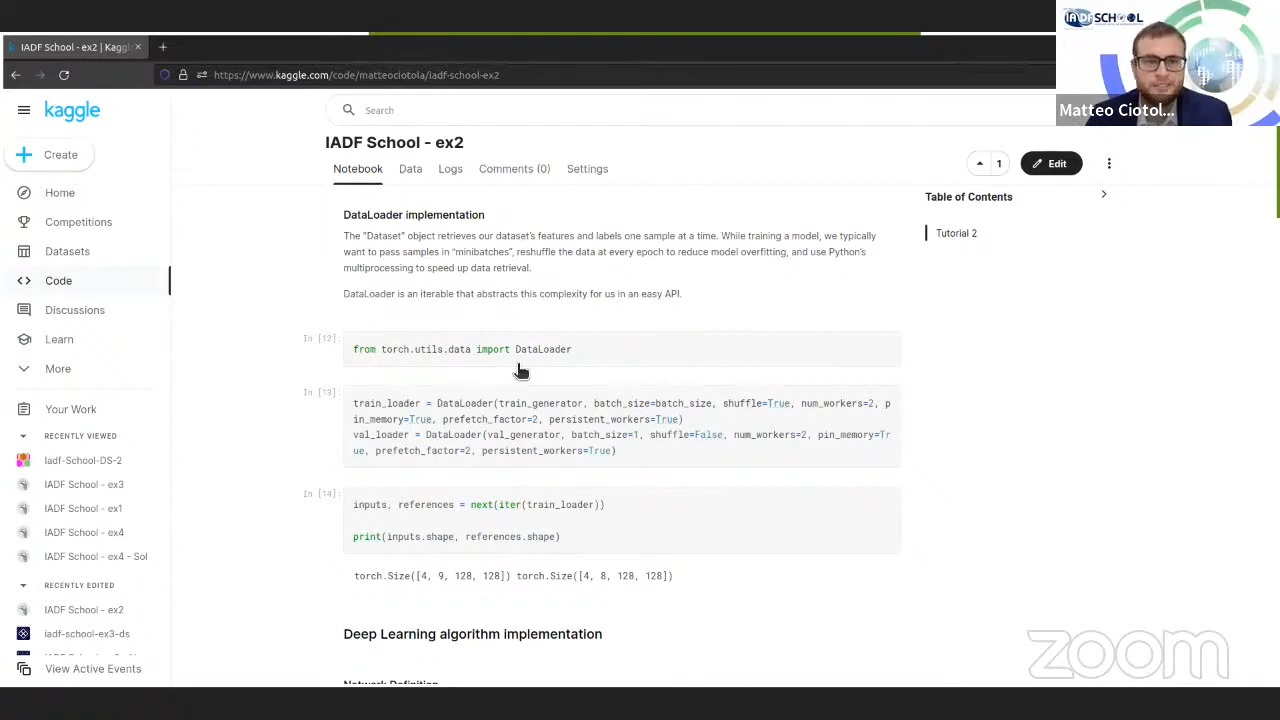 IADF School - ex2 | Kaggl
https://www.kaggle.com/code/matteociotola/iadf-school-ex2
IADF SCHOOL
Matteo Ciotol...
kaggle
Search
Create
Home
Competitions
Datasets
Code
Discussions
Learn
More
Your Work
RECENTLY VIEWED
Iadf-School-DS-2
IADF School - ex3
IADF School - ex1
IADF School - ex4
IADF School - ex4 - Sol
RECENTLY EDITED
IADF School - ex2
iadf-school-ex3-ds
View Active Events
IADF School - ex2
Notebook Data Logs Comments (0) Settings
1
Edit
Table of Contents
Tutorial 2
DataLoader implementation
The "Dataset" object retrieves our dataset's features and labels one sample at a time. While training a model, we typically
want to pass samples in "minibatches", reshuffle the data at every epoch to reduce model overfitting, and use Python's
multiprocessing to speed up data retrieval.
DataLoader is an iterable that abstracts this complexity for us in an easy API.
In [12]:
from torch.utils.data import DataLoader
In [13]:
train_loader = DataLoader(train_generator, batch_size=batch_size, shuffle=True, num_workers=2, p
in_memory=True, prefetch_factor=2, persistent_workers=True)
val_loader = DataLoader(val_generator, batch_size=1, shuffle=False, num_workers=2, pin_memory=Tr
ue, prefetch_factor=2, persistent_workers=True)
In [14]:
inputs, references = next(iter(train_loader))
print(inputs.shape, references.shape)
torch.Size([4, 9, 128, 128]) torch.Size([4, 8, 128, 128])
Deep Learning algorithm implementation
Network Definition
zoom